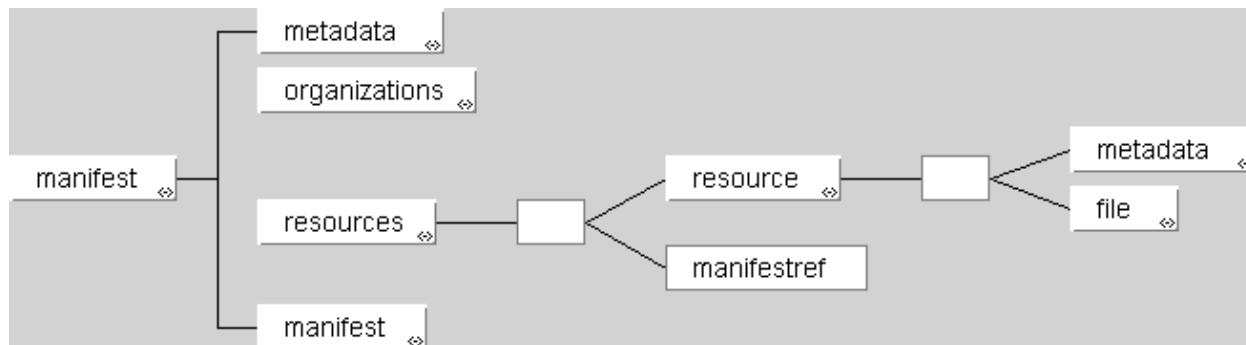 metadata
organizations
metadata
manifest
resource
file
resources
manifestref
manifest